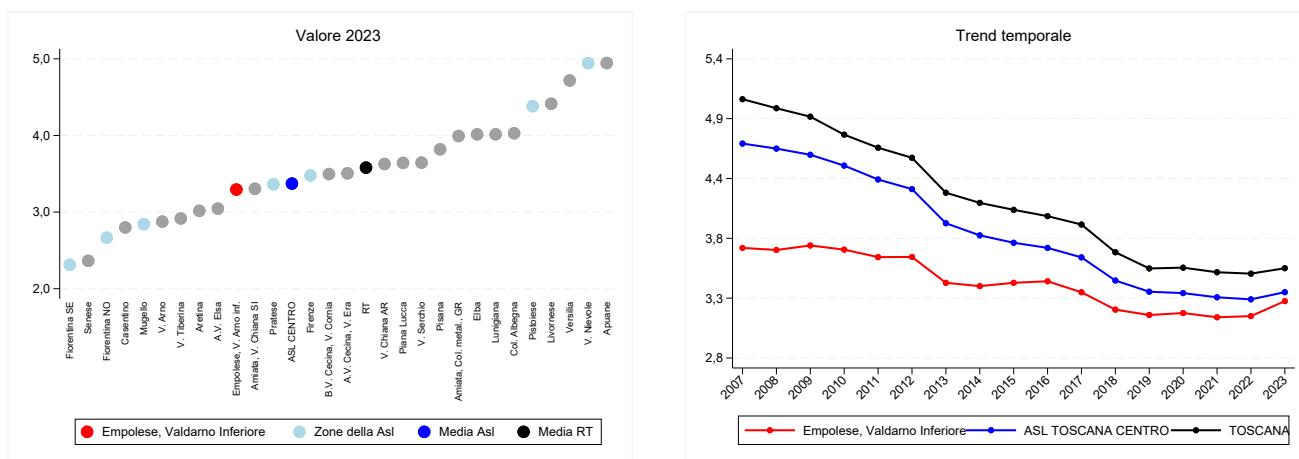 Valore 2023
5,0
4,0
3,0
2,0
Fiorentina SE
Senese
Fiorentina NO
Casentino
Mugello
V. Arno
V. Tiberina
Aretina
A.V. Elsa
Empolese, V. Arno inf.
Amiata, V. Chiana SI
Pratese
ASL CENTRO
Firenze
B.V. Cecina, V. Cornia
A.V. Cecina, V. Era
RT
V. Chiana AR
Piana Lucca
V. Serchio
Pisana
Amiata, Col. metal., GR
Elba
Lunigiana
Col. Albegna
Pistoiese
Livornese
Versilia
V. Nievole
Apuane
Empolese, Valdarno Inferiore Zone della Asl Media Asl Media RT
Trend temporale
5,4
4,9
4,4
3,8
3,3
2,8
2007
2008
2009
2010
2011
2012
2013
2014
2015
2016
2017
2018
2019
2020
2021
2022
2023
Empolese, Valdarno Inferiore ASL TOSCANA CENTRO TOSCANA